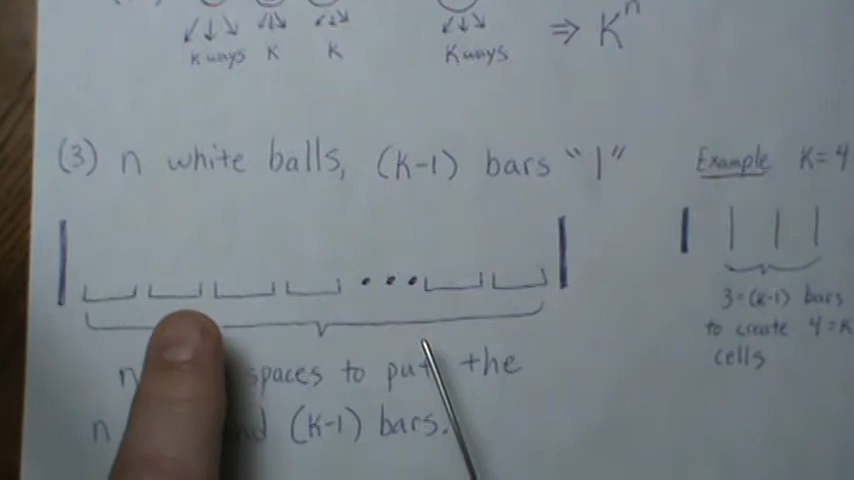 K ways K K K ways ⇒ Kⁿ
(3) n white balls, (K-1) bars "|"
Example K=4
3=(K-1) bars
to create 4=K
cells
n spaces to put the
n (K-1) bars.